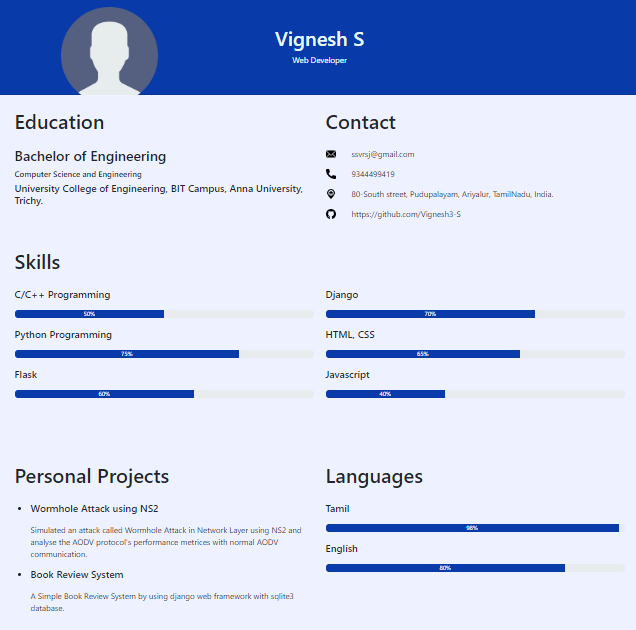 Vignesh S
Web Developer
Education
Bachelor of Engineering
Computer Science and Engineering
University College of Engineering, BIT Campus, Anna University,
Trichy.
Contact
ssvrsj@gmail.com
9344499419
80-South street, Pudupalayam, Ariyalur, TamilNadu, India.
https://github.com/Vignesh3-S
Skills
C/C++ Programming
50%
Python Programming
75%
Flask
60%
Django
70%
HTML, CSS
65%
Javascript
40%
Personal Projects
• Wormhole Attack using NS2
Simulated an attack called Wormhole Attack in Network Layer using NS2 and
analyse the AODV protocol's performance metrices with normal AODV
communication.
• Book Review System
A Simple Book Review System by using django web framework with sqlite3
database.
Languages
Tamil
98%
English
80%